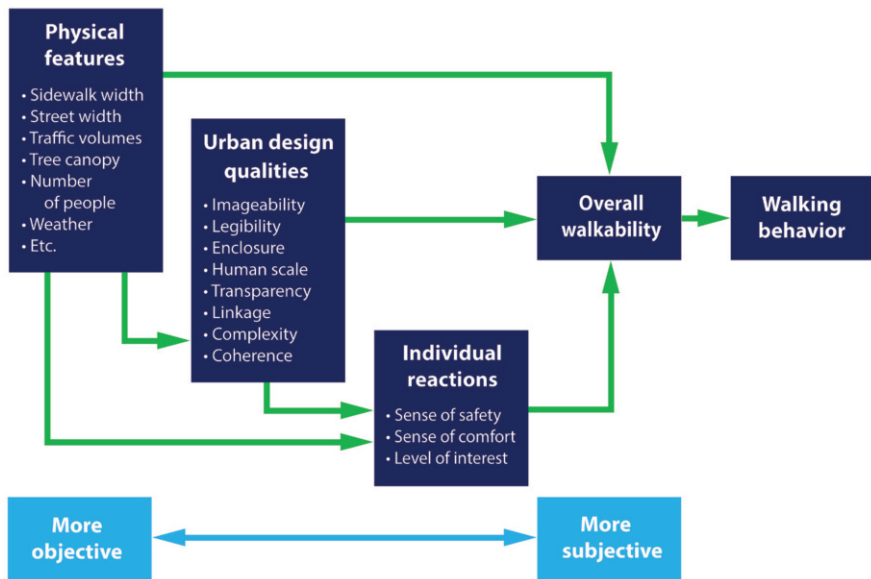 Physical
features
• Sidewalk width
• Street width
• Traffic volumes
• Tree canopy
• Number
of people
• Weather
• Etc.
Urban design
qualities
• Imageability
• Legibility
• Enclosure
• Human scale
• Transparency
• Linkage
• Complexity
• Coherence
Individual
reactions
• Sense of safety
• Sense of comfort
• Level of interest
Overall
walkability
Walking
behavior
More
objective
More
subjective